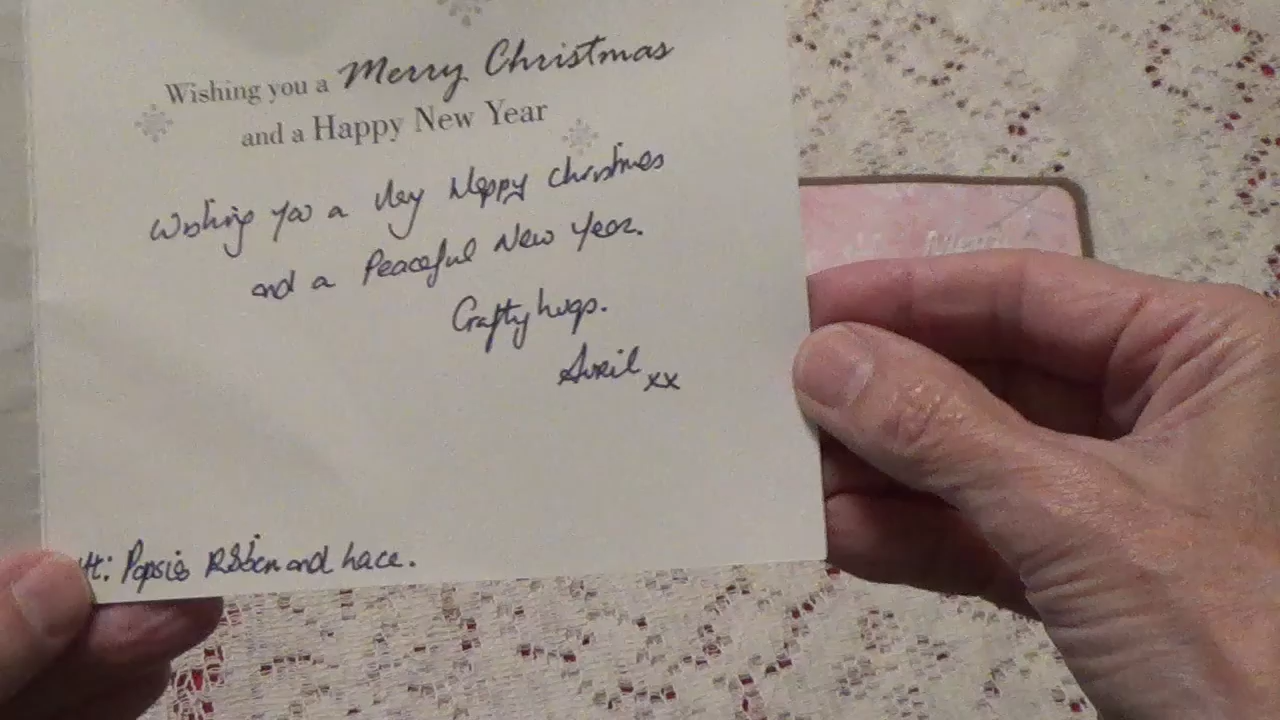 Wishing you a Merry Christmas
and a Happy New Year
Wishing you a Very Happy Christmas
and a Peaceful New Year.
Crafty hugs.
Avril xx
Popsie's Ribbon and Lace.